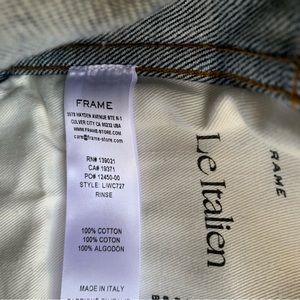 FRAME
3578 HAYDEN AVENUE STE N-1
CULVER CITY CA 90232 USA
WWW.FRAME-STORE.COM
care@frame-store.com
RN# 139021
CA# 19371
PO# 12450-00
STYLE: LIWC727
RINSE
100% COTTON
100% COTON
100% ALGODÓN
MADE IN ITALY
RAME
Le Italien